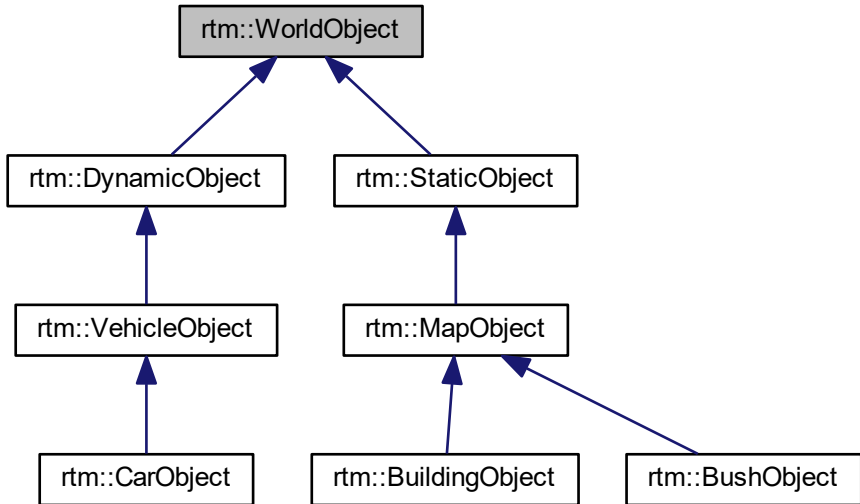 rtm::WorldObject
rtm::DynamicObject
rtm::StaticObject
rtm::VehicleObject
rtm::MapObject
rtm::CarObject
rtm::BuildingObject
rtm::BushObject